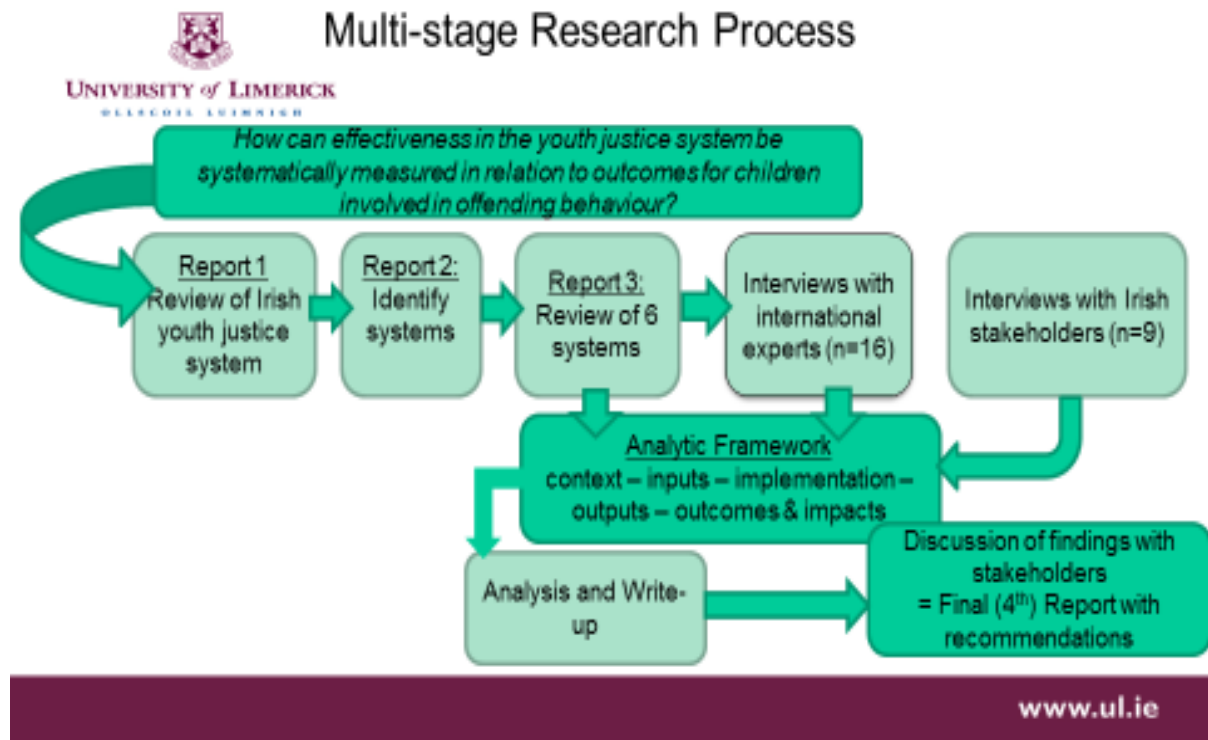 Multi-stage Research Process
UNIVERSITY of LIMERICK
OLLSCOIL LUIMNIGH
How can effectiveness in the youth justice system be
systematically measured in relation to outcomes for children
involved in offending behaviour?
Report 1
Review of Irish
youth justice
system
Report 2:
Identify
systems
Report 3:
Review of 6
systems
Interviews with
international
experts (n=16)
Interviews with Irish
stakeholders (n=9)
Analytic Framework
context – inputs – implementation –
outputs – outcomes & impacts
Analysis and Write-
up
Discussion of findings with
stakeholders
= Final (4th) Report with
recommendations
www.ul.ie